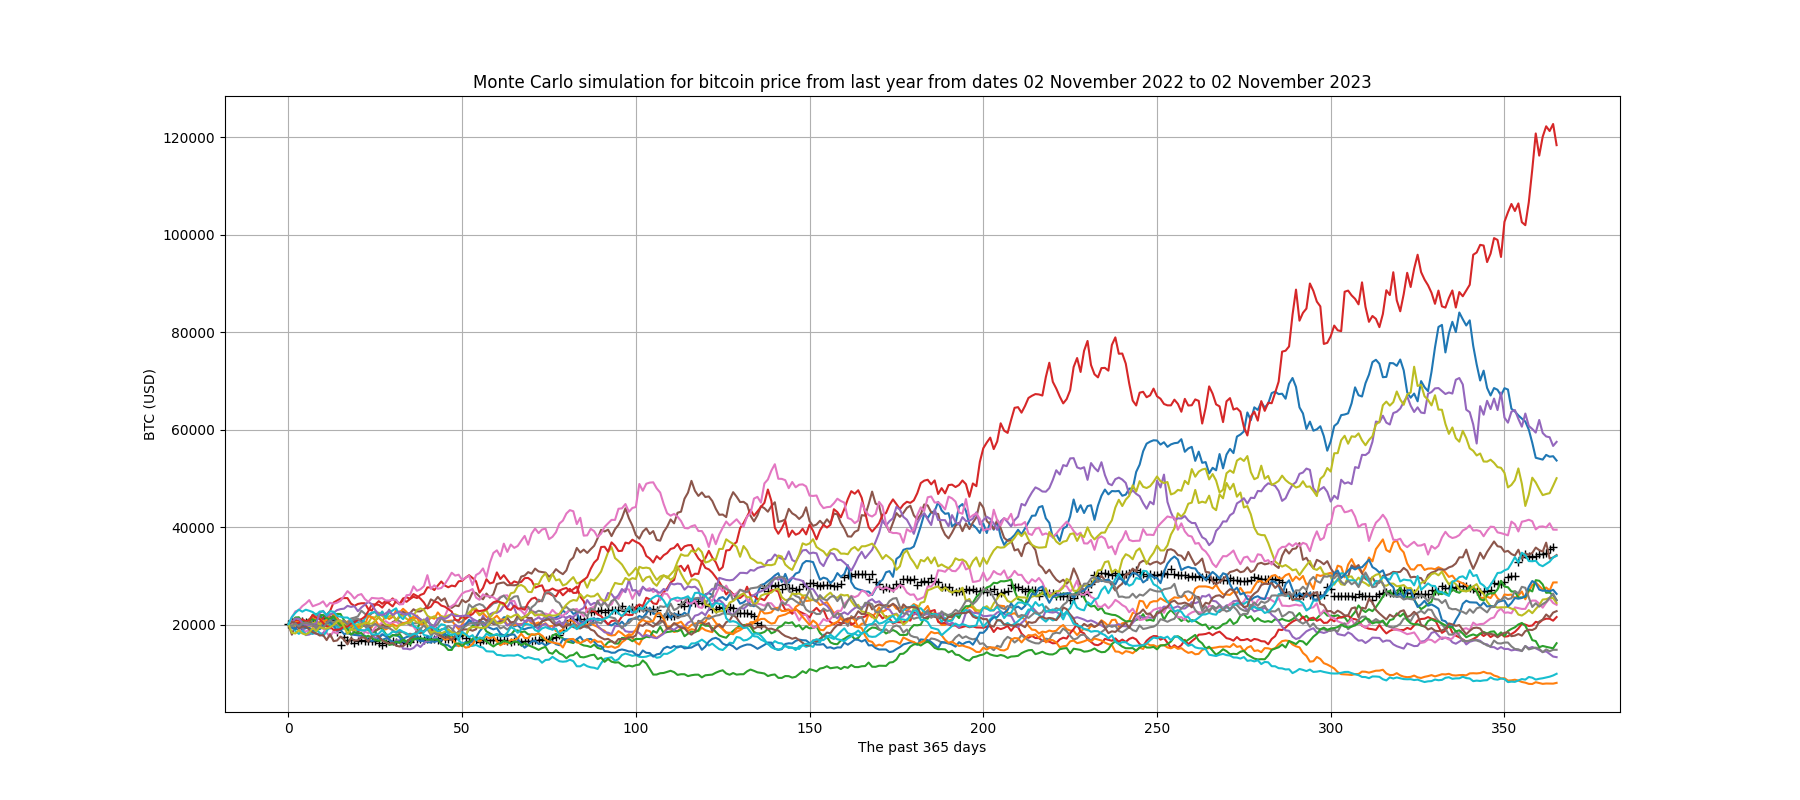 Monte Carlo simulation for bitcoin price from last year from dates 02 November 2022 to 02 November 2023
120000
100000
80000
60000
40000
20000
BTC (USD)
0 50 100 150 200 250 300 350
The past 365 days